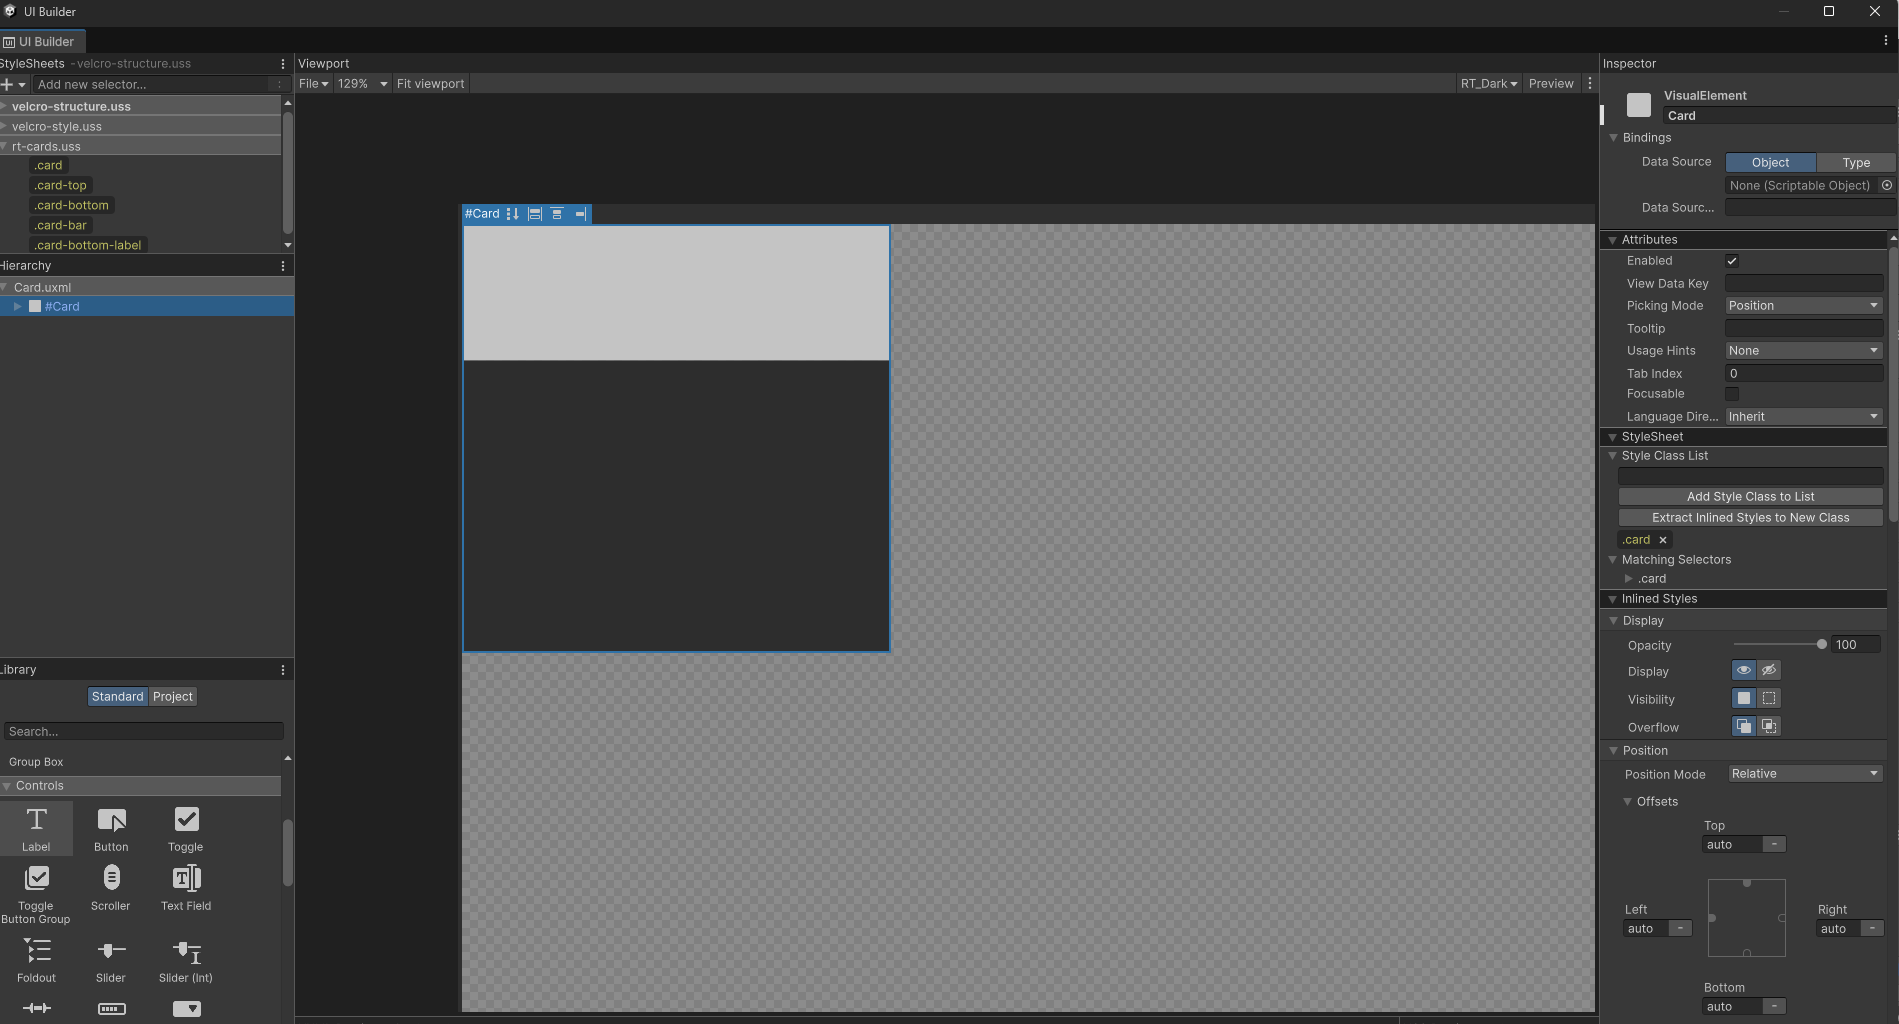 UI Builder
UI Builder
StyleSheets - velcro-structure.uss
Add new selector...
velcro-structure.uss
velcro-style.uss
rt-cards.uss
.card
.card-top
.card-bottom
.card-bar
.card-bottom-label
Hierarchy
Card.uxml
#Card
Library
Standard Project
Search...
Group Box
Controls
Label Button Toggle
Toggle Button Group Scroller Text Field
Foldout Slider Slider (Int)
Viewport
File 129% Fit viewport
RT_Dark Preview
#Card
Inspector
VisualElement
Card
Bindings
Data Source Object Type
None (Scriptable Object)
Data Sourc...
Attributes
Enabled
View Data Key
Picking Mode Position
Tooltip
Usage Hints None
Tab Index 0
Focusable
Language Dire... Inherit
StyleSheet
Style Class List
Add Style Class to List
Extract Inlined Styles to New Class
.card
Matching Selectors
.card
Inlined Styles
Display
Opacity 100
Display
Visibility
Overflow
Position
Position Mode Relative
Offsets
Top
auto -
Left Right
auto - auto -
Bottom
auto -